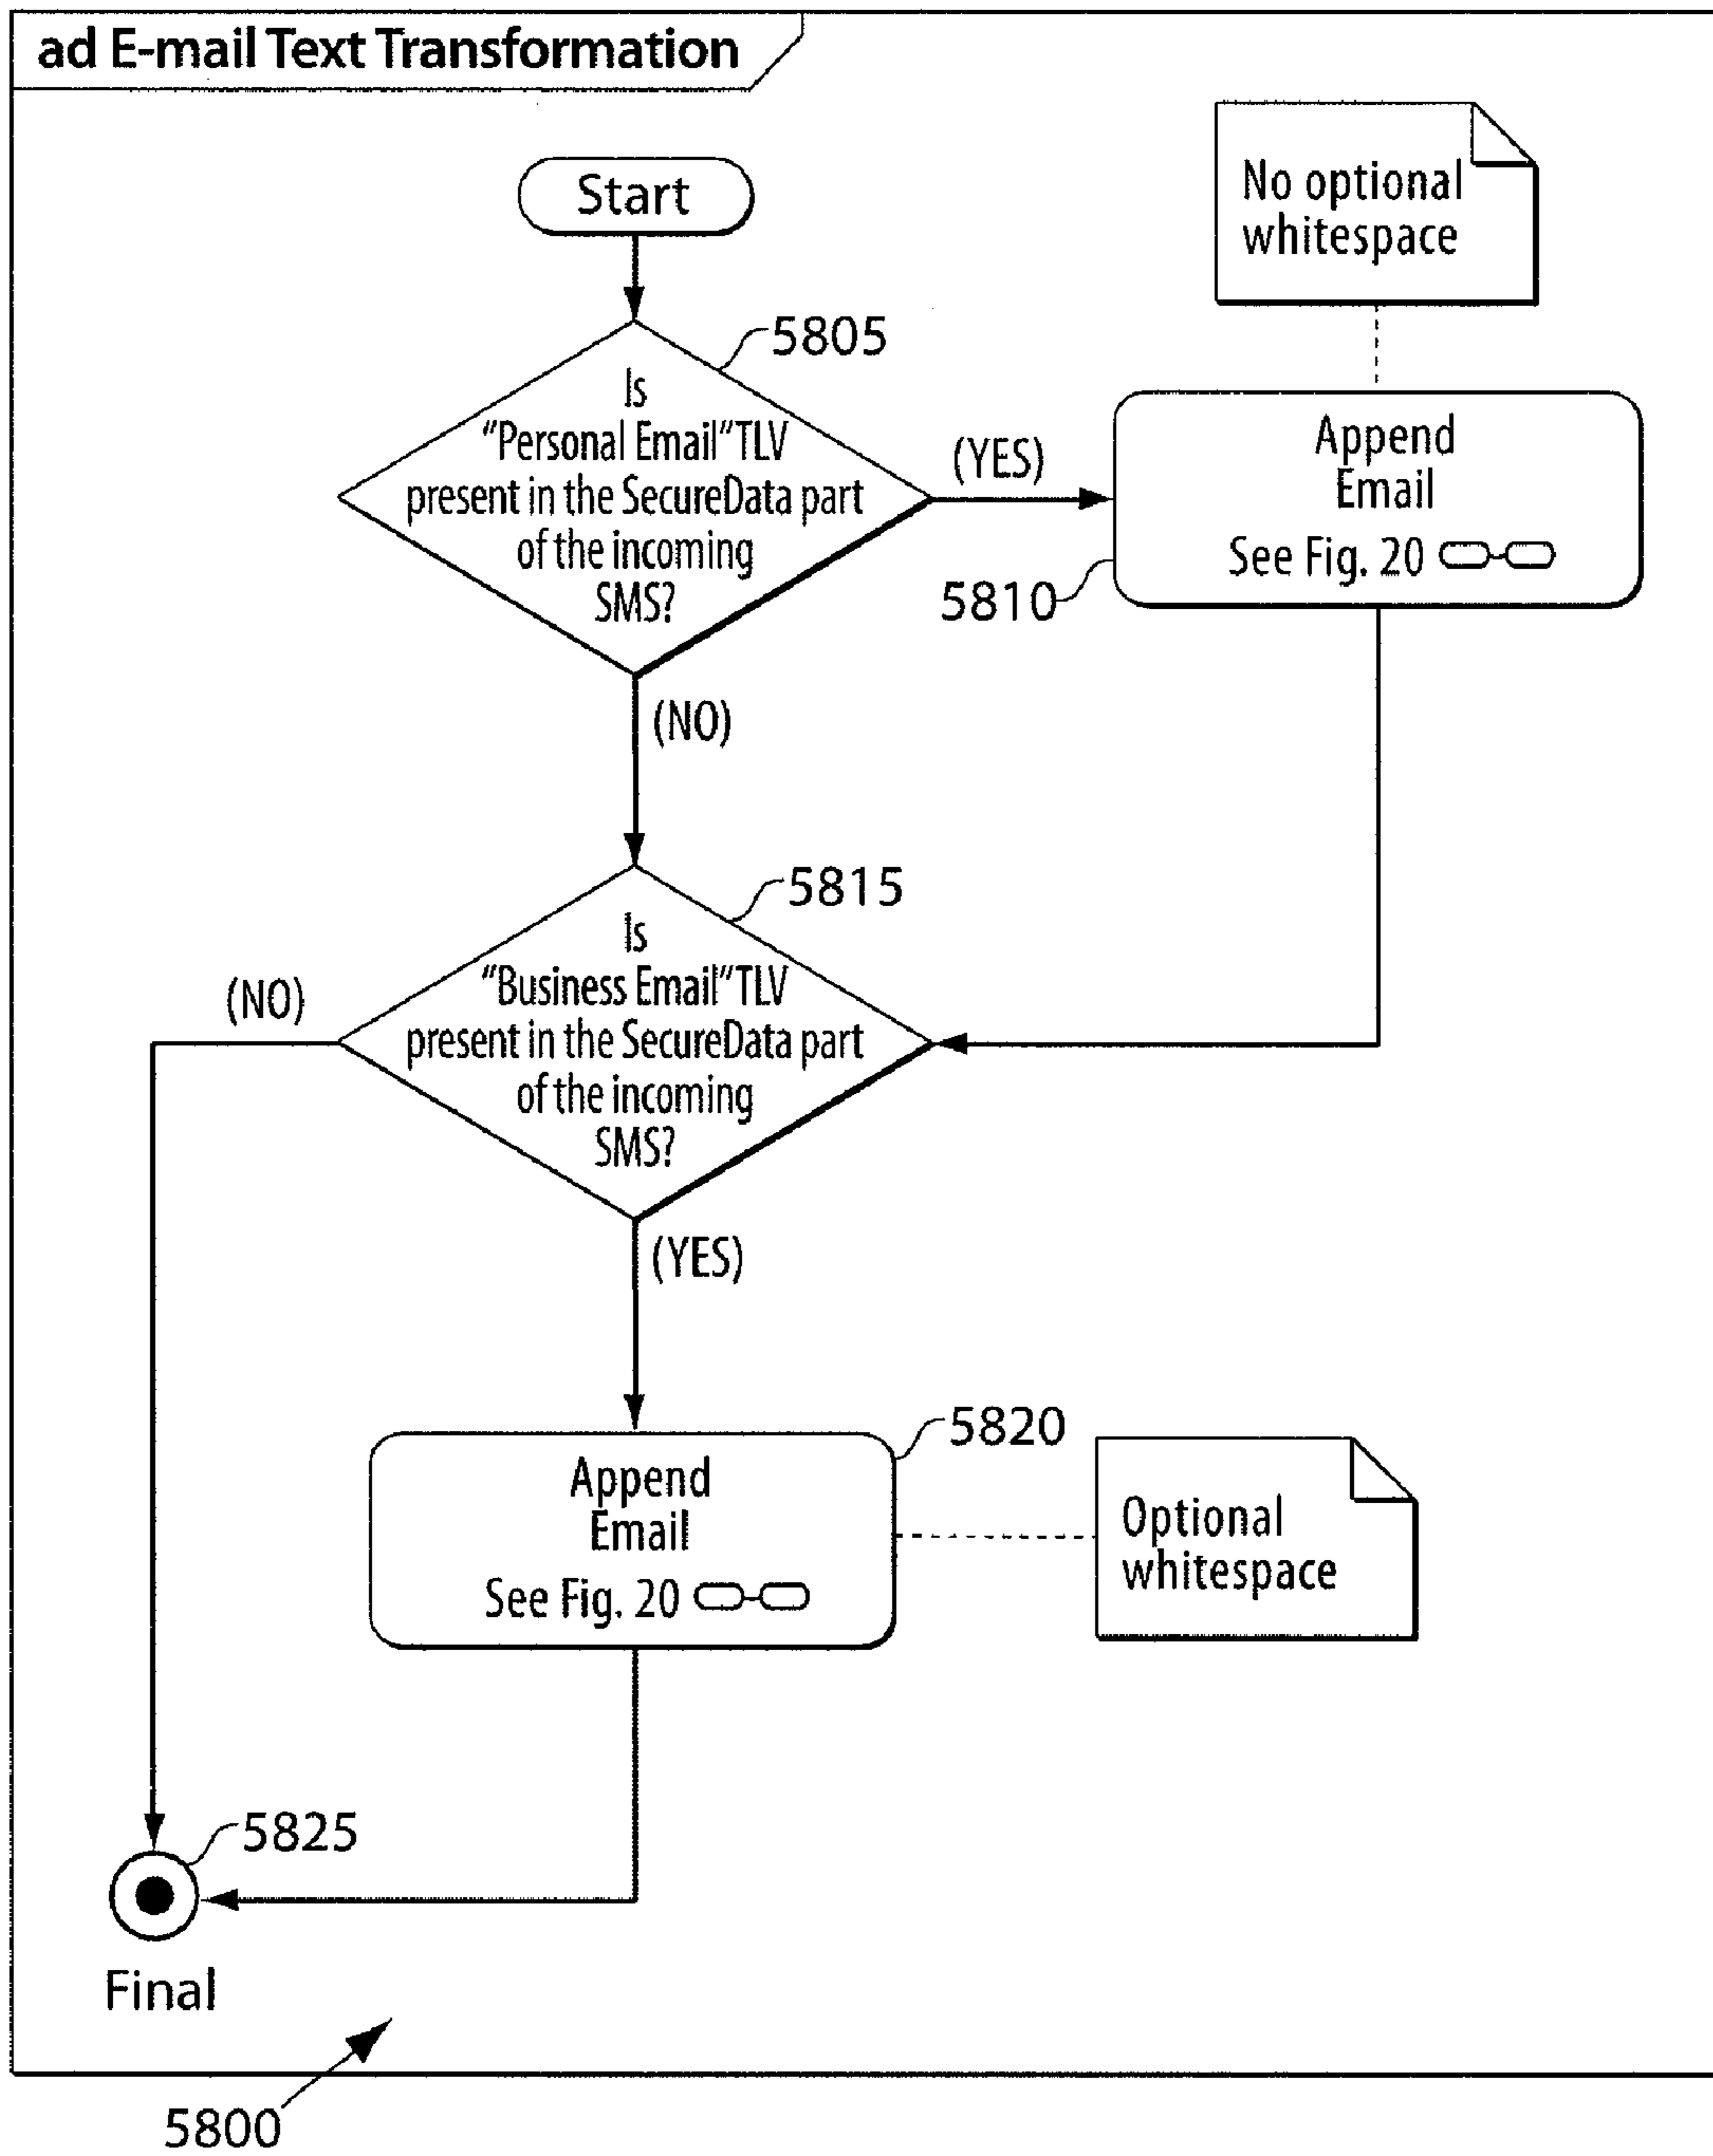 ad E-mail Text Transformation
No optional
whitespace
Start
5805
Is
"Personal Email" TLV
present in the SecureData part
of the incoming
SMS?
(YES)
Append
Email
See Fig. 20
5810
(NO)
5815
Is
"Business Email" TLV
present in the SecureData part
of the incoming
SMS?
(NO)
(YES)
5820
Append
Email
See Fig. 20
Optional
whitespace
5825
Final
5800